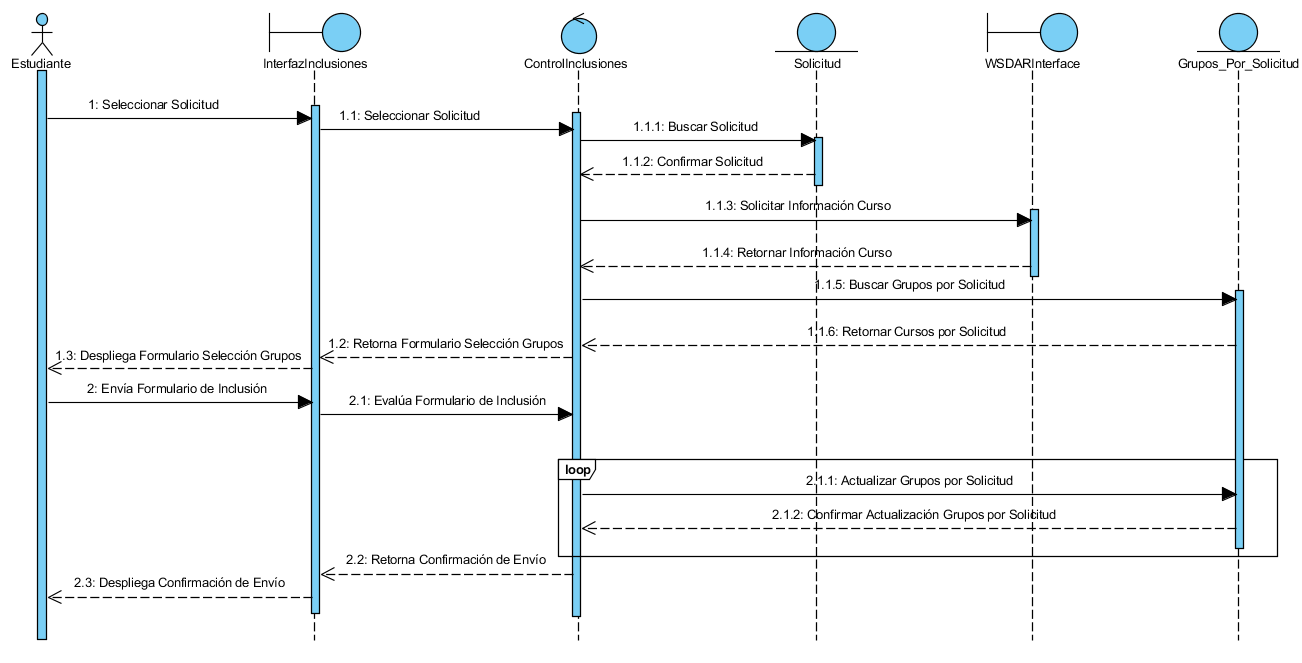 Estudiante
InterfazInclusiones
ControlInclusiones
Solicitud
WSDARInterface
Grupos_Por_Solicitud
1: Seleccionar Solicitud
1.1: Seleccionar Solicitud
1.1.1: Buscar Solicitud
1.1.2: Confirmar Solicitud
1.1.3: Solicitar Información Curso
1.1.4: Retornar Información Curso
1.1.5: Buscar Grupos por Solicitud
1.1.6: Retornar Cursos por Solicitud
1.2: Retorna Formulario Selección Grupos
1.3: Despliega Formulario Selección Grupos
2: Envía Formulario de Inclusión
2.1: Evalúa Formulario de Inclusión
loop
2.1.1: Actualizar Grupos por Solicitud
2.1.2: Confirmar Actualización Grupos por Solicitud
2.2: Retorna Confirmación de Envío
2.3: Despliega Confirmación de Envío